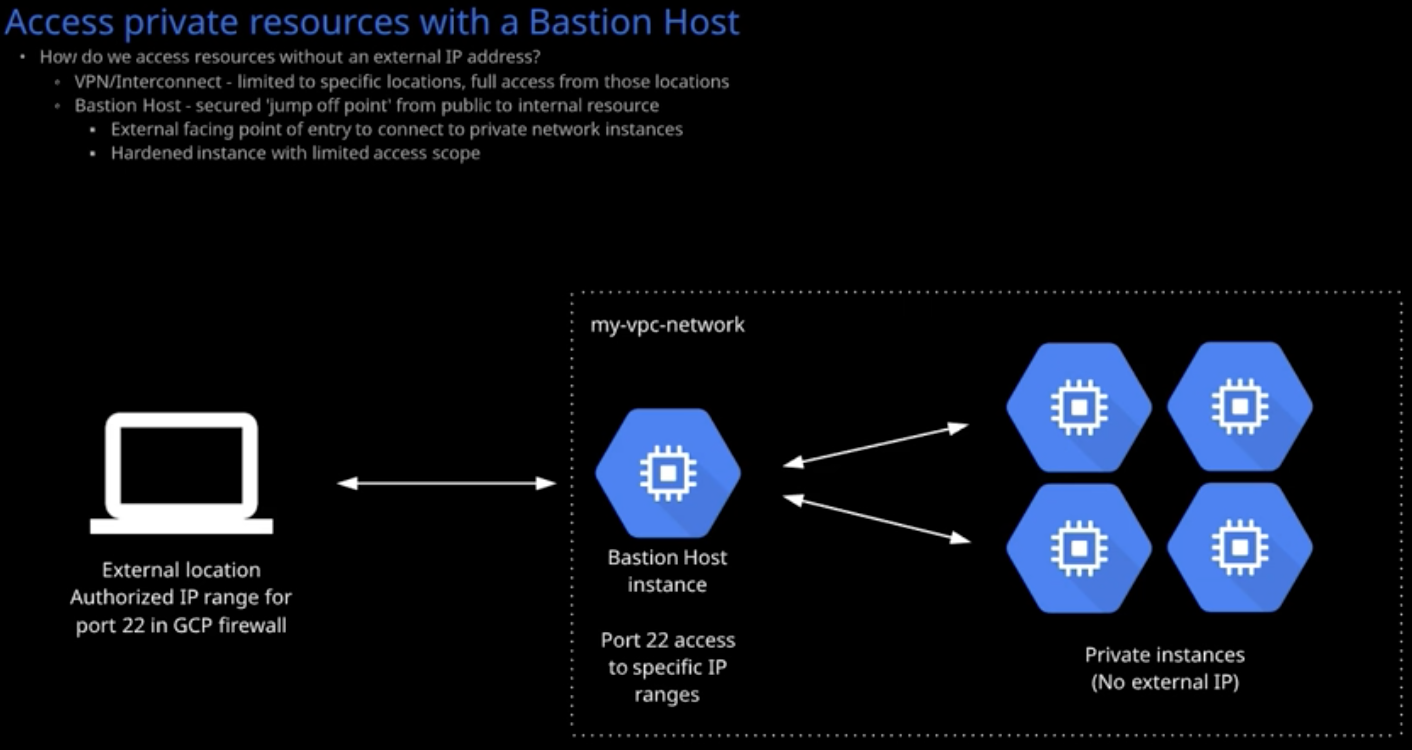 Access private resources with a Bastion Host
• How do we access resources without an external IP address?
◦ VPN/Interconnect - limited to specific locations, full access from those locations
◦ Bastion Host - secured 'jump off point' from public to internal resource
▪ External facing point of entry to connect to private network instances
▪ Hardened instance with limited access scope
my-vpc-network
External location
Authorized IP range for
port 22 in GCP firewall
Bastion Host
instance
Port 22 access
to specific IP
ranges
Private instances
(No external IP)